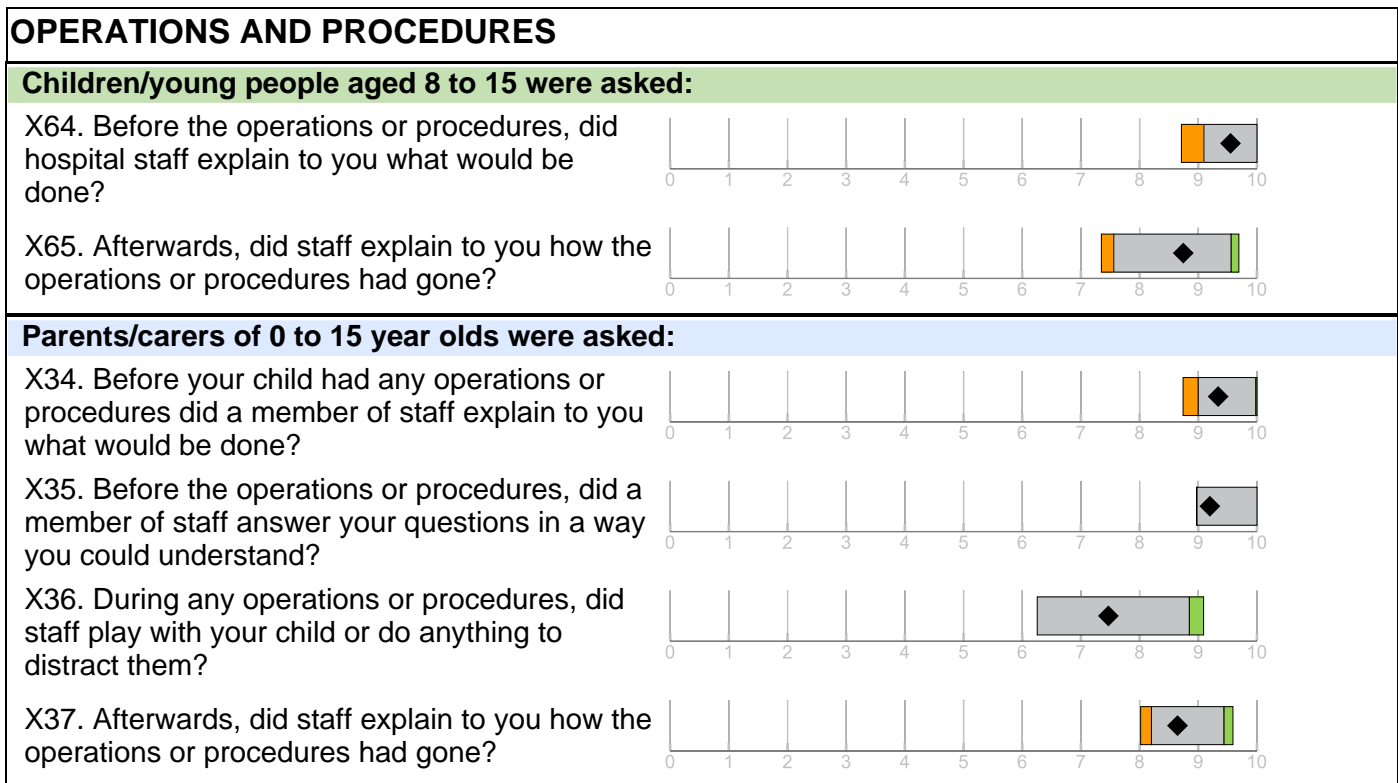 OPERATIONS AND PROCEDURES
Children/young people aged 8 to 15 were asked:
X64. Before the operations or procedures, did
hospital staff explain to you what would be
done?
0 1 2 3 4 5 6 7 8 9 10
X65. Afterwards, did staff explain to you how the
operations or procedures had gone?
0 1 2 3 4 5 6 7 8 9 10
Parents/carers of 0 to 15 year olds were asked:
X34. Before your child had any operations or
procedures did a member of staff explain to you
what would be done?
0 1 2 3 4 5 6 7 8 9 10
X35. Before the operations or procedures, did a
member of staff answer your questions in a way
you could understand?
0 1 2 3 4 5 6 7 8 9 10
X36. During any operations or procedures, did
staff play with your child or do anything to
distract them?
0 1 2 3 4 5 6 7 8 9 10
X37. Afterwards, did staff explain to you how the
operations or procedures had gone?
0 1 2 3 4 5 6 7 8 9 10